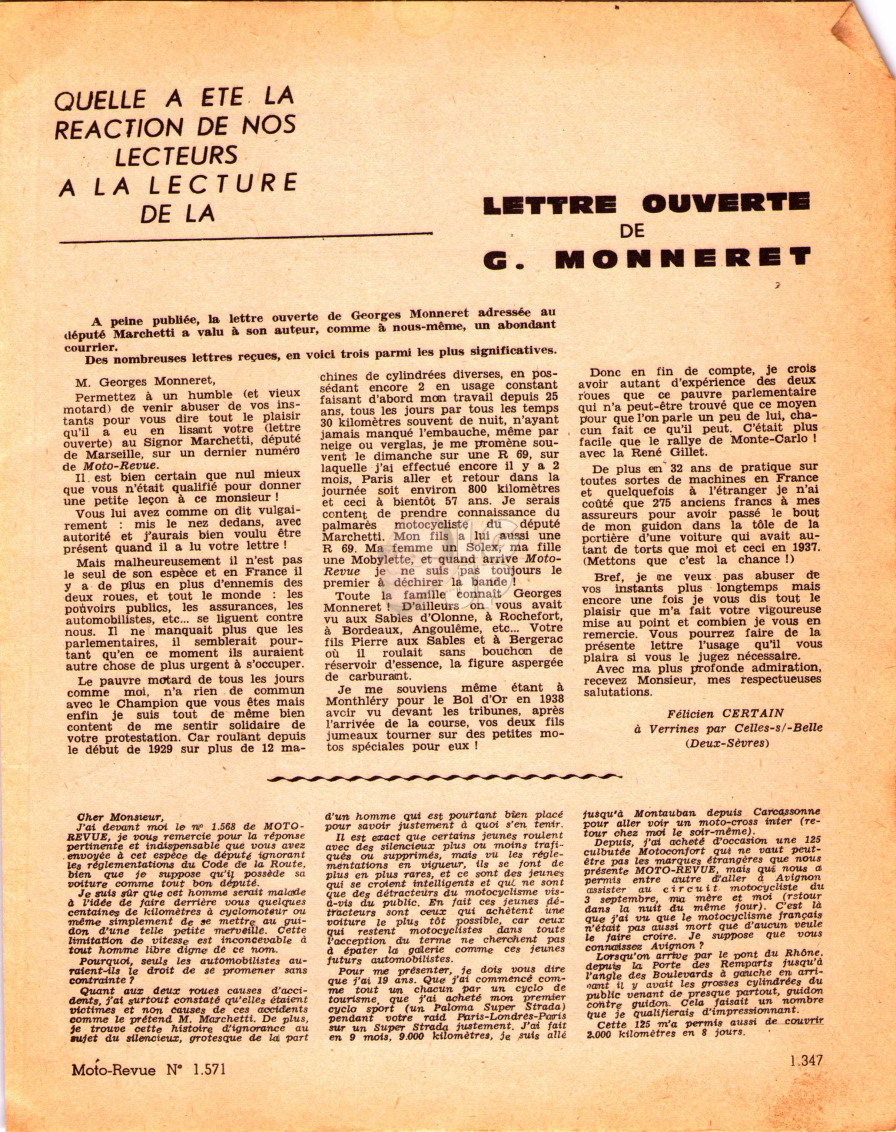 QUELLE A ETE LA
REACTION DE NOS
LECTEURS
A LA LECTURE
DE LA
LETTRE OUVERTE
DE
G. MONNERET
A peine publiée, la lettre ouverte de Georges Monneret adressée au
député Marchetti a valu à son auteur, comme à nous-même, un abondant
courrier.
Des nombreuses lettres reçues, en voici trois parmi les plus significatives.
M. Georges Monneret,
Permettez à un humble (et vieux
motard) de venir abuser de vos ins-
tants pour vous dire tout le plaisir
qu'il a eu en lisant votre (lettre
ouverte) au Signor Marchetti, député
de Marseille, sur un dernier numéro
de Moto-Revue.
Il est bien certain que nul mieux
que vous n'était qualifié pour donner
une petite leçon à ce monsieur !
Vous lui avez comme on dit vulgai-
rement : mis le nez dedans, avec
autorité et j'aurais bien voulu être
présent quand il a lu votre lettre !
Mais malheureusement il n'est pas
le seul de son espèce et en France il
y a de plus en plus d'ennemis des
deux roues, et tout le monde : les
pouvoirs publics, les assurances, les
automobilistes, etc... se liguent contre
nous. Il ne manquait plus que les
parlementaires, il semblerait pour-
tant qu'en ce moment ils auraient
autre chose de plus urgent à s'occuper.
Le pauvre motard de tous les jours
comme moi, n'a rien de commun
avec le Champion que vous êtes mais
enfin je suis tout de même bien
content de me sentir solidaire de
votre protestation. Car roulant depuis
le début de 1929 sur plus de 12 ma-
chines de cylindrées diverses, en pos-
sédant encore 2 en usage constant
faisant d'abord mon travail depuis 25
ans, tous les jours par tous les temps
30 kilomètres souvent de nuit, n'ayant
jamais manqué l'embauche, même par
neige ou verglas, je me promène sou-
vent le dimanche sur une R 69, sur
laquelle j'ai effectué encore il y a 2
mois, Paris aller et retour dans la
journée soit environ 800 kilomètres
et ceci à bientôt 57 ans. Je serais
content de prendre connaissance du
palmarès motocycliste du député
Marchetti. Mon fils a lui aussi une
R 69. Ma femme un Solex, ma fille
une Mobylette, et quand arrive Moto-
Revue je ne suis pas toujours le
premier à déchirer la bande !
Toute la famille connaît Georges
Monneret ! D'ailleurs on vous avait
vu aux Sables d'Olonne, à Rochefort,
à Bordeaux, Angoulême, etc... Votre
fils Pierre aux Sables et à Bergerac
où il roulait sans bouchon de
réservoir d'essence, la figure aspergée
de carburant.
Je me souviens même étant à
Monthléry pour le Bol d'Or en 1938
avoir vu devant les tribunes, après
l'arrivée de la course, vos deux fils
jumeaux tourner sur des petites mo-
tos spéciales pour eux !
Donc en fin de compte, je crois
avoir autant d'expérience des deux
roues que ce pauvre parlementaire
qui n'a peut-être trouvé que ce moyen
pour que l'on parle un peu de lui, cha-
cun fait ce qu'il peut. C'était plus
facile que le rallye de Monte-Carlo !
avec la René Gillet.
De plus en 32 ans de pratique sur
toutes sortes de machines en France
et quelquefois à l'étranger je n'ai
coûté que 275 anciens francs à mes
assureurs pour avoir passé le bout
de mon guidon dans la tôle de la
portière d'une voiture qui avait au-
tant de torts que moi et ceci en 1937.
(Mettons que c'est la chance !)
Bref, je ne veux pas abuser de
vos instants plus longtemps mais
encore une fois je vous dis tout le
plaisir que m'a fait votre vigoureuse
mise au point et combien je vous en
remercie. Vous pourrez faire de la
présente lettre l'usage qu'il vous
plaira si vous le jugez nécessaire.
Avec ma plus profonde admiration,
recevez Monsieur, mes respectueuses
salutations.
Félicien CERTAIN
à Verrines par Celles-s/-Belle
(Deux-Sèvres)
Cher Monsieur,
J'ai devant moi le n° 1.568 de MOTO-
REVUE, je vous remercie pour la réponse
pertinente et indispensable que vous avez
envoyée à cet espèce de député ignorant
les réglementations du Code de la Route,
bien que je suppose qu'il possède sa
voiture comme tout bon député.
Je suis sûr que cet homme serait malade
à l'idée de faire derrière vous quelques
centaines de kilomètres à cyclomoteur ou
même simplement de se mettre au gui-
don d'une telle petite merveille. Cette
limitation de vitesse est inconcevable à
tout homme libre digne de ce nom.
Pourquoi, seuls les automobilistes au-
raient-ils le droit de se promener sans
contrainte ?
Quant aux deux roues causes d'acci-
dents, j'ai surtout constaté qu'elles étaient
victimes et non causes de ces accidents
comme le prétend M. Marchetti. De plus,
je trouve cette histoire d'ignorance au
sujet du silencieux, grotesque de la part
d'un homme qui est pourtant bien placé
pour savoir justement à quoi s'en tenir.
Il est exact que certains jeunes roulent
avec des silencieux plus ou moins trafi-
qués ou supprimés, mais vu les régle-
mentations en vigueur, ils se font de
plus en plus rares, et ce sont des jeunes
qui se croient intelligents et qui ne sont
que des détracteurs du motocyclisme vis-
à-vis du public. En fait ces jeunes dé-
tracteurs sont ceux qui achètent une
voiture le plus tôt possible, car ceux
qui restent motocyclistes dans toute
l'acception du terme ne cherchent pas
à épater la galerie comme ces jeunes
futurs automobilistes.
Pour me présenter, je dois vous dire
que j'ai 19 ans. Que j'ai commencé com-
me tout un chacun par un cyclo de
tourisme, que j'ai acheté mon premier
cyclo sport (un Paloma Super Strada)
pendant votre raid Paris-Londres-Paris
sur un Super Strada justement. J'ai fait
en 9 mois, 9.000 kilomètres, je suis allé
jusqu'à Montauban depuis Carcassonne
pour aller voir un moto-cross inter (re-
tour chez moi le soir-même).
Depuis, j'ai acheté d'occasion une 125
culbutée Motoconfort qui ne vaut peut-
être pas les marques étrangères que nous
présente MOTO-REVUE, mais qui nous a
permis entre autre d'aller à Avignon
assister au circuit motocycliste du
3 septembre, ma mère et moi (retour
dans la nuit du même jour). C'est là
que j'ai vu que le motocyclisme français
n'était pas aussi mort que d'aucun veule
le faire croire. Je suppose que vous
connaissez Avignon ?
Lorsqu'on arrive par le pont du Rhône,
depuis la Porte des Remparts jusqu'à
l'angle des Boulevards à gauche en arri-
vant il y avait les grosses cylindrées du
public venant de presque partout, guidon
contre guidon. Cela faisait un nombre
que je qualifierais d'impressionnant.
Cette 125 m'a permis aussi de couvrir
2.000 kilomètres en 8 jours.
Moto-Revue N° 1.571
1.347